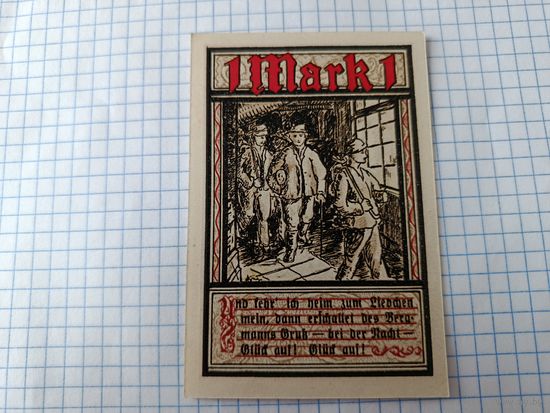 1 Mark 1
Und kehr' ich heim zum Liebchen
mein, dann erschallet des Berg-
manns Gruß — bei der Nacht —
Glück auf! Glück auf!